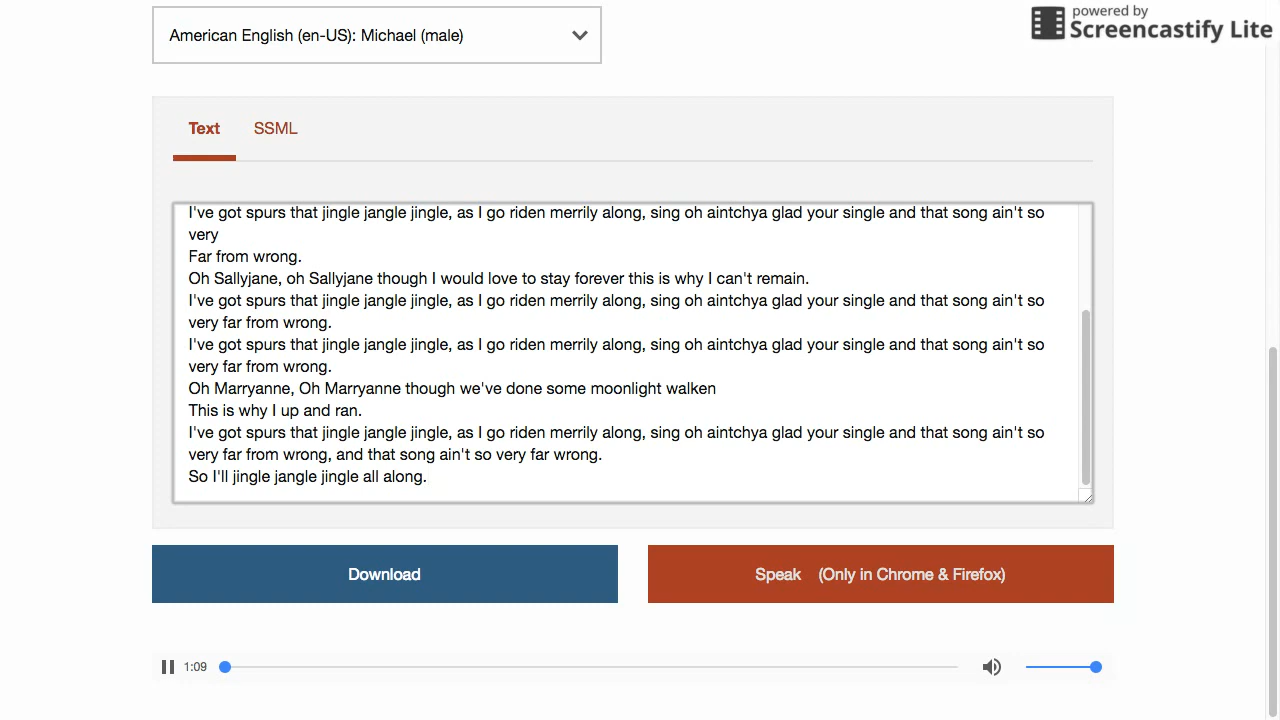 American English (en-US): Michael (male)
powered by
Screencastify Lite
Text
SSML
I've got spurs that jingle jangle jingle, as I go riden merrily along, sing oh aintchya glad your single and that song ain't so
very
Far from wrong.
Oh Sallyjane, oh Sallyjane though I would love to stay forever this is why I can't remain.
I've got spurs that jingle jangle jingle, as I go riden merrily along, sing oh aintchya glad your single and that song ain't so
very far from wrong.
I've got spurs that jingle jangle jingle, as I go riden merrily along, sing oh aintchya glad your single and that song ain't so
very far from wrong.
Oh Marryanne, Oh Marryanne though we've done some moonlight walken
This is why I up and ran.
I've got spurs that jingle jangle jingle, as I go riden merrily along, sing oh aintchya glad your single and that song ain't so
very far from wrong, and that song ain't so very far wrong.
So I'll jingle jangle jingle all along.
Download
Speak (Only in Chrome & Firefox)
1:09